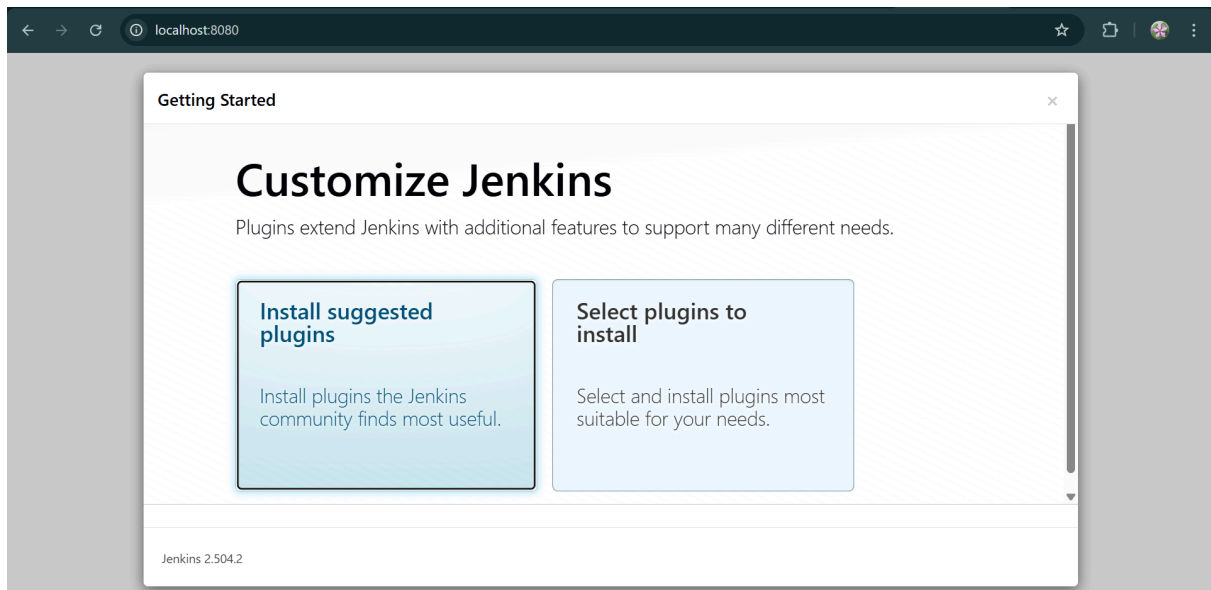 localhost:8080
Getting Started
Customize Jenkins
Plugins extend Jenkins with additional features to support many different needs.
Install suggested
plugins
Install plugins the Jenkins
community finds most useful.
Select plugins to
install
Select and install plugins most
suitable for your needs.
Jenkins 2.504.2